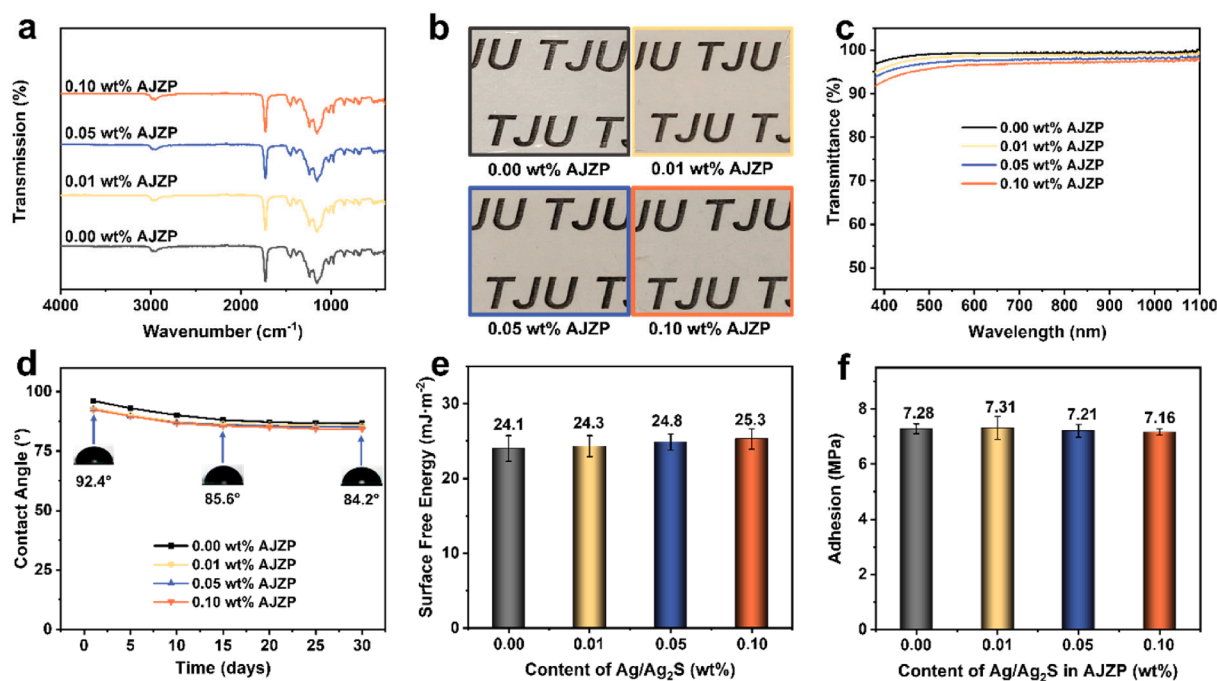 a
Transmission (%)
0.10 wt% AJZP
0.05 wt% AJZP
0.01 wt% AJZP
0.00 wt% AJZP
4000 3000 2000 1000
Wavenumber (cm⁻¹)
b
JU TJU
TJU TJ
0.00 wt% AJZP
JU TJU
TJU TJ
0.01 wt% AJZP
JU TJU
TJU T
0.05 wt% AJZP
JU TJU
TJU T
0.10 wt% AJZP
c
Transmittance (%)
100
90
80
70
60
50
0.00 wt% AJZP
0.01 wt% AJZP
0.05 wt% AJZP
0.10 wt% AJZP
400 500 600 700 800 900 1000 1100
Wavelength (nm)
d
Contact Angle (°)
100
75
50
25
0
92.4°
85.6°
84.2°
0.00 wt% AJZP
0.01 wt% AJZP
0.05 wt% AJZP
0.10 wt% AJZP
0 5 10 15 20 25 30
Time (days)
e
Surface Free Energy (mJ·m⁻²)
30
20
10
0
24.1 24.3 24.8 25.3
0.00 0.01 0.05 0.10
Content of Ag/Ag₂S (wt%)
f
Adhesion (MPa)
8
6
4
2
0
7.28 7.31 7.21 7.16
0.00 0.01 0.05 0.10
Content of Ag/Ag₂S in AJZP (wt%)